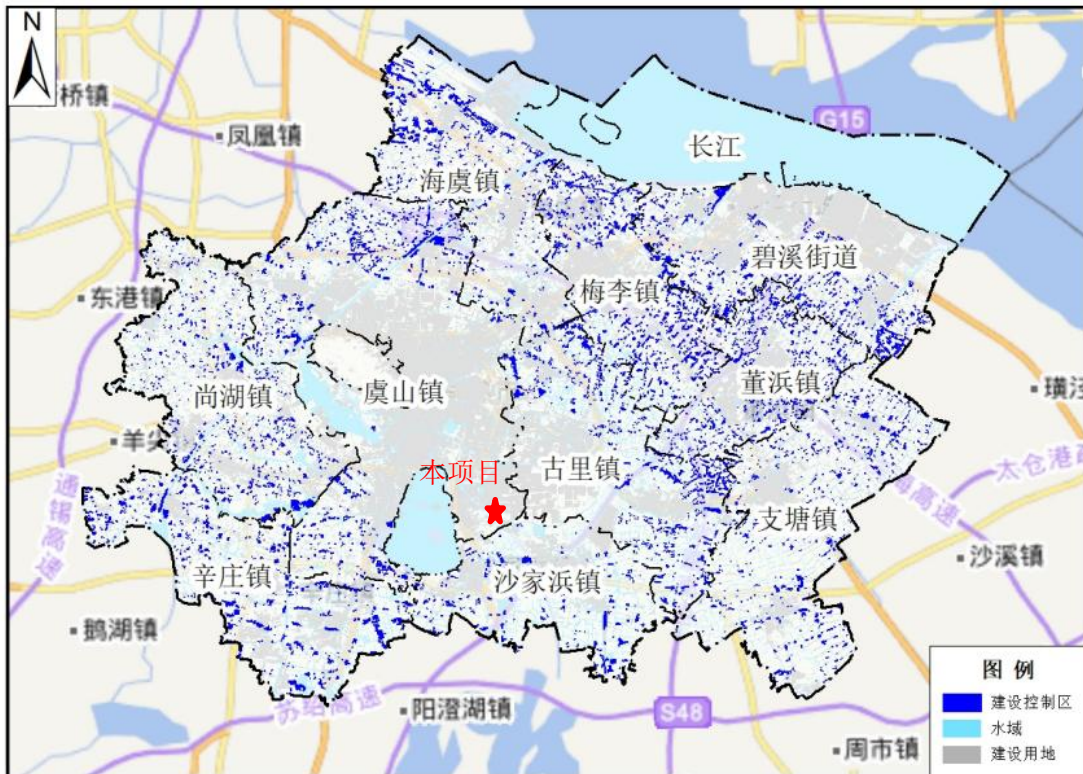 N
桥镇
凤凰镇
G15
长江
海虞镇
碧溪街道
东港镇
梅李镇
璜泾
尚湖镇
虞山镇
董浜镇
羊尖
本项目
古里镇
太仓港高
海高速
支塘镇
通锡高速
沙溪镇
辛庄镇
沙家浜镇
鹅湖镇
苏绍高速
阳澄湖镇
S48
周市镇
图 例
建设控制区
水域
建设用地